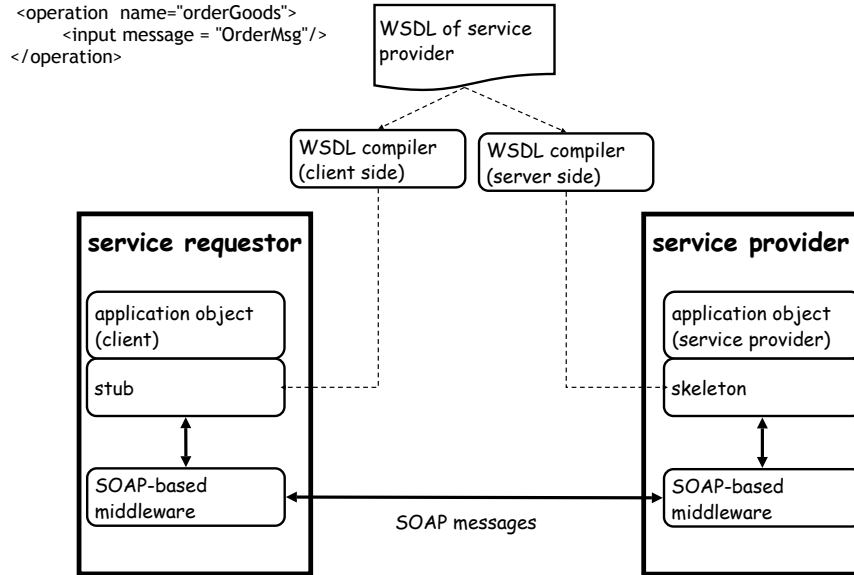 <operation name="orderGoods">
<input message = "OrderMsg"/>
</operation>
WSDL of service
provider
WSDL compiler
(client side)
WSDL compiler
(server side)
service requestor
application object
(client)
stub
SOAP-based
middleware
service provider
application object
(service provider)
skeleton
SOAP-based
middleware
SOAP messages